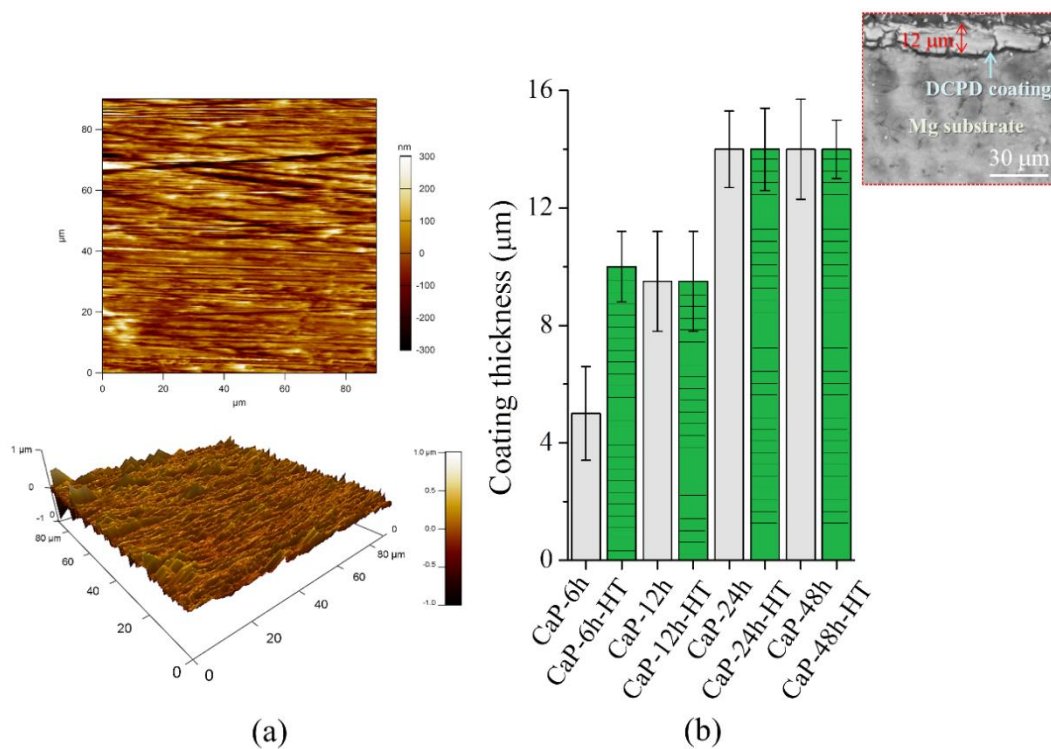 (a)
(b)
nm
300
200
100
0
-100
-200
-300
80
60
40
20
0
µm
0
20
40
60
80
µm
1 µm
0
-1
0
80 µm
60
40
20
0
0
20
40
60
80
0
1.0 µm
0.5
0.0
-0.5
-1.0
(a)
16
12
8
4
0
Coating thickness (µm)
CaP-6h
CaP-6h-HT
CaP-12h
CaP-12h-HT
CaP-24h
CaP-24h-HT
CaP-48h
CaP-48h-HT
12 µm
DCPD coating
Mg substrate
30 µm
(b)